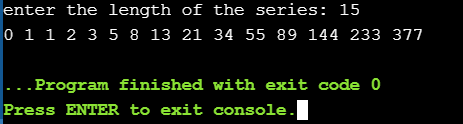 enter the length of the series: 15
0 1 1 2 3 5 8 13 21 34 55 89 144 233 377
...Program finished with exit code 0
Press ENTER to exit console.